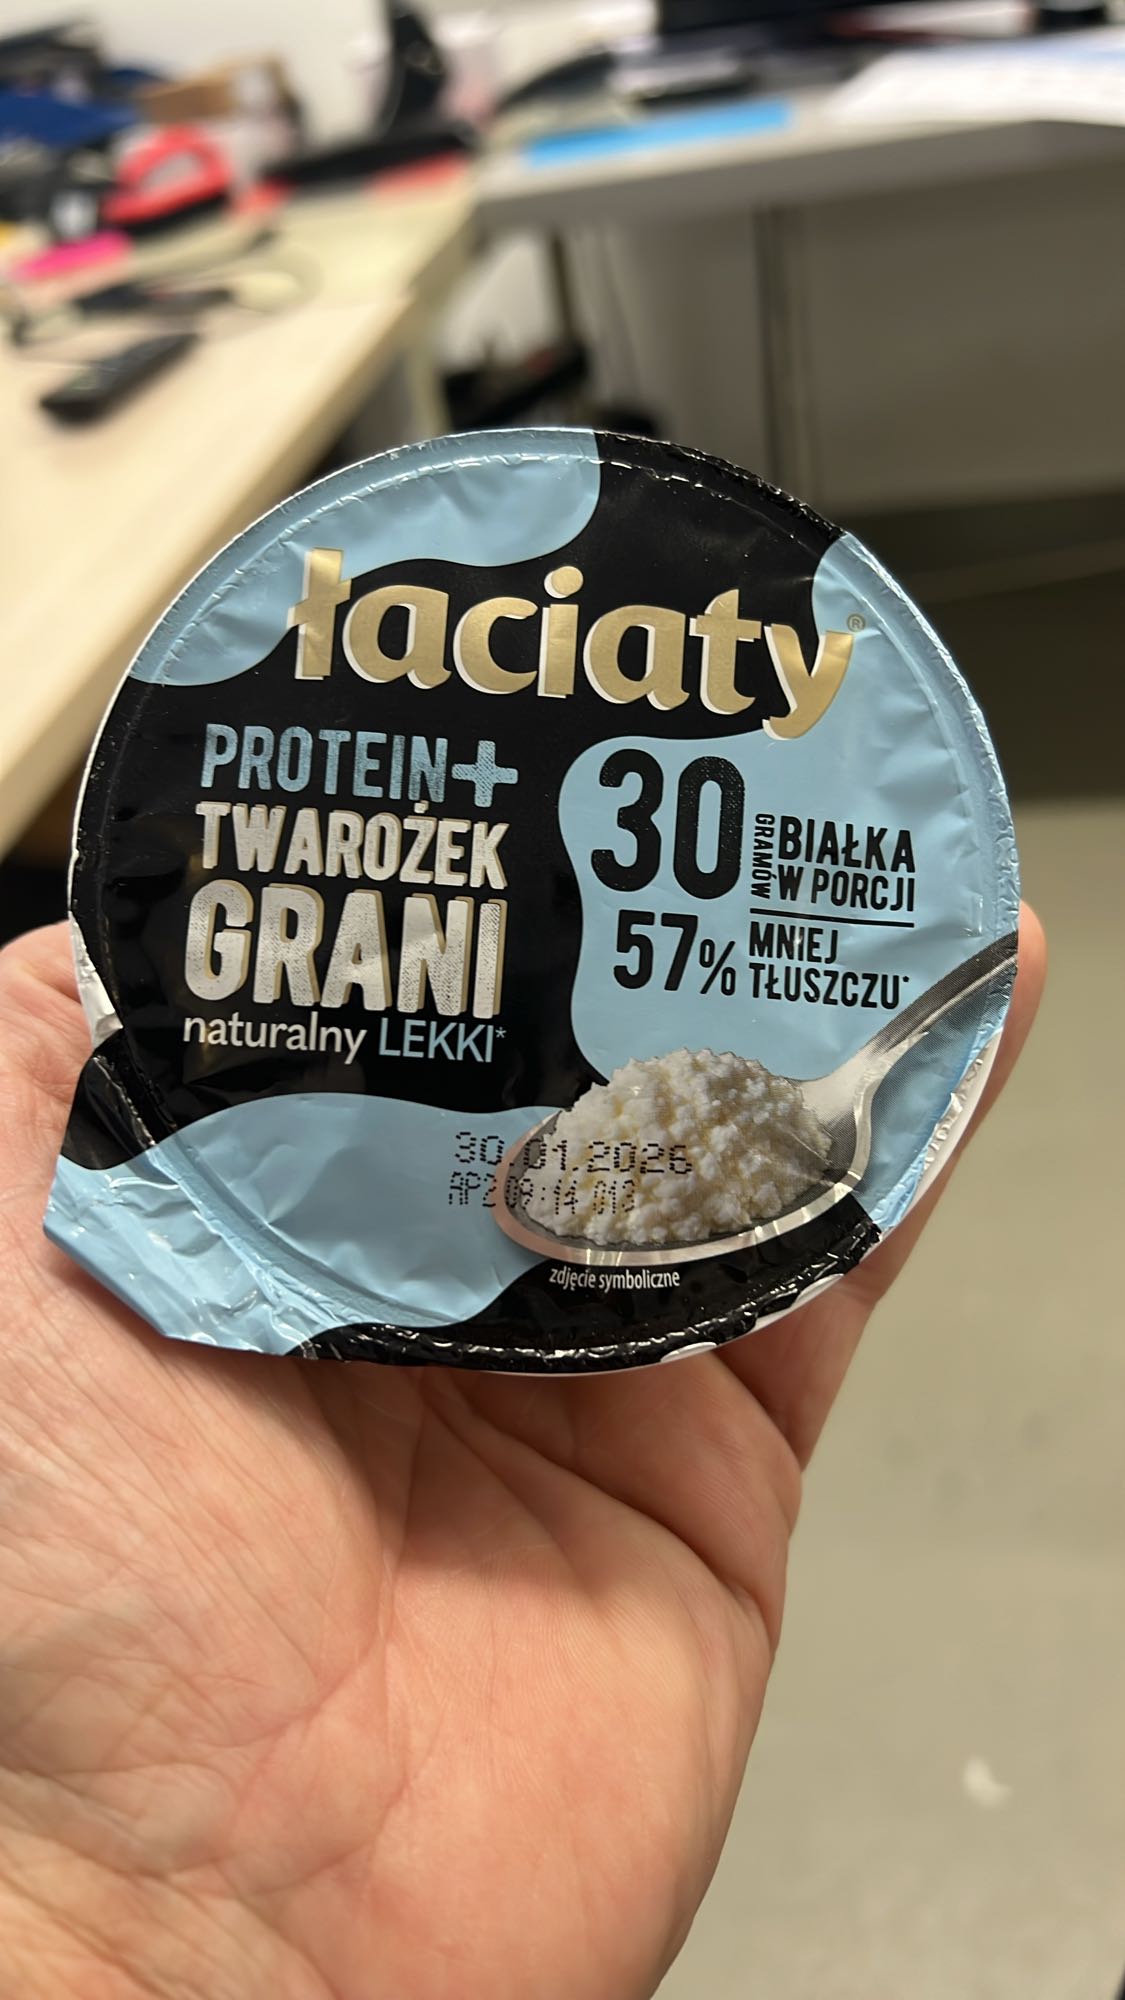 łaciaty®
PROTEIN+
TWAROŻEK
GRANI
naturalny LEKKI*
30 GRAMÓW BIAŁKA
W PORCJI
57% MNIEJ
TŁUSZCZU*
30.01.2026
zdjęcie symboliczne